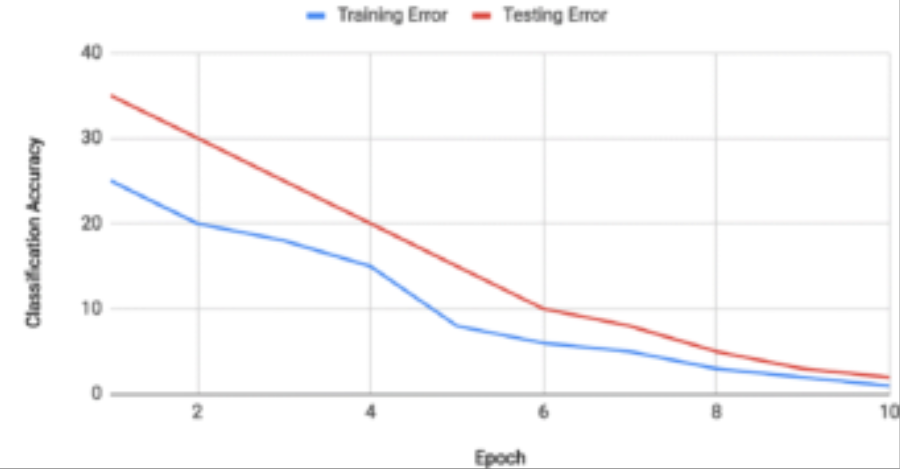 Training Error Testing Error
40
30
20
10
0
Classification Accuracy
2 4 6 8 10
Epoch